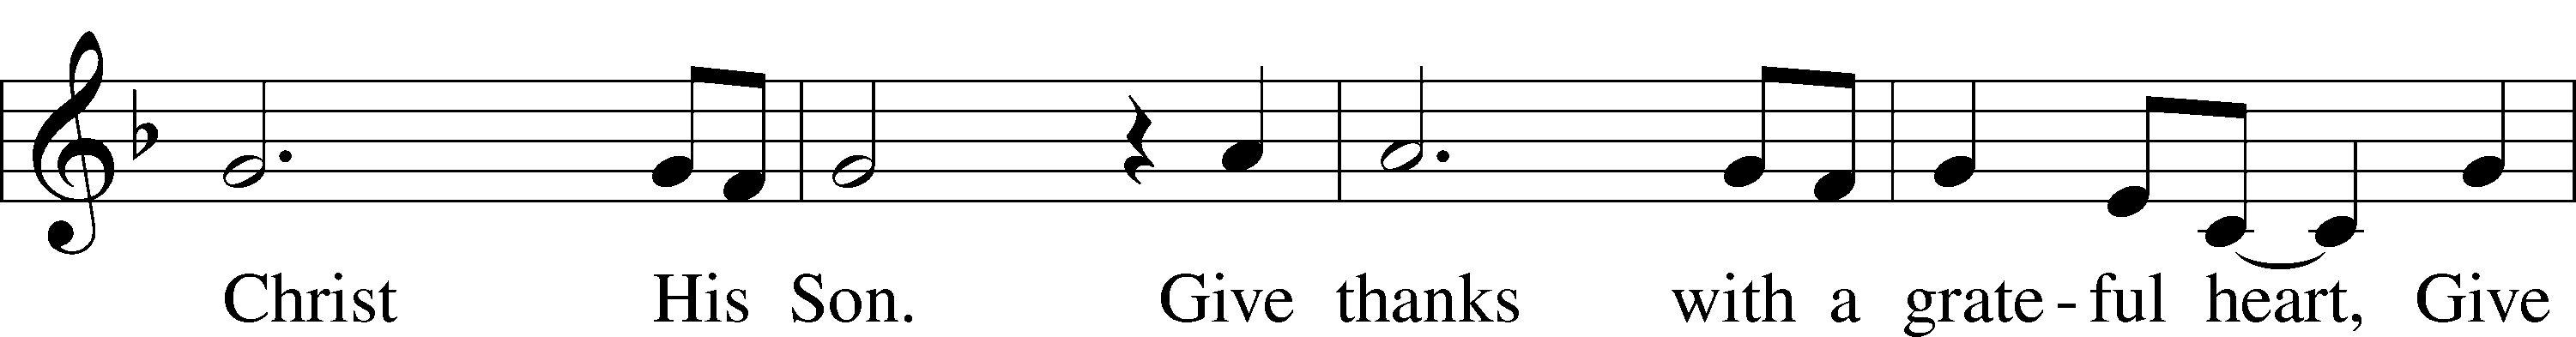 Christ His Son. Give thanks with a grate-ful heart, Give